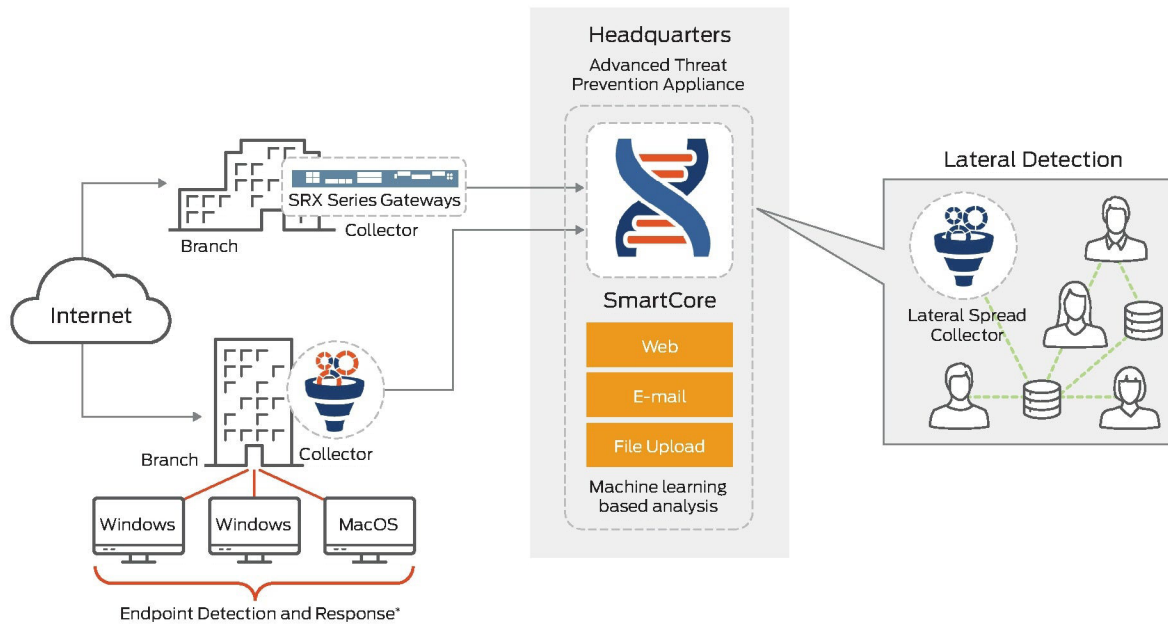 Headquarters
Advanced Threat
Prevention Appliance
SRX Series Gateways
Branch
Collector
Internet
Branch
Collector
Windows
Windows
MacOS
Endpoint Detection and Response*
SmartCore
Web
E-mail
File Upload
Machine learning
based analysis
Lateral Detection
Lateral Spread
Collector